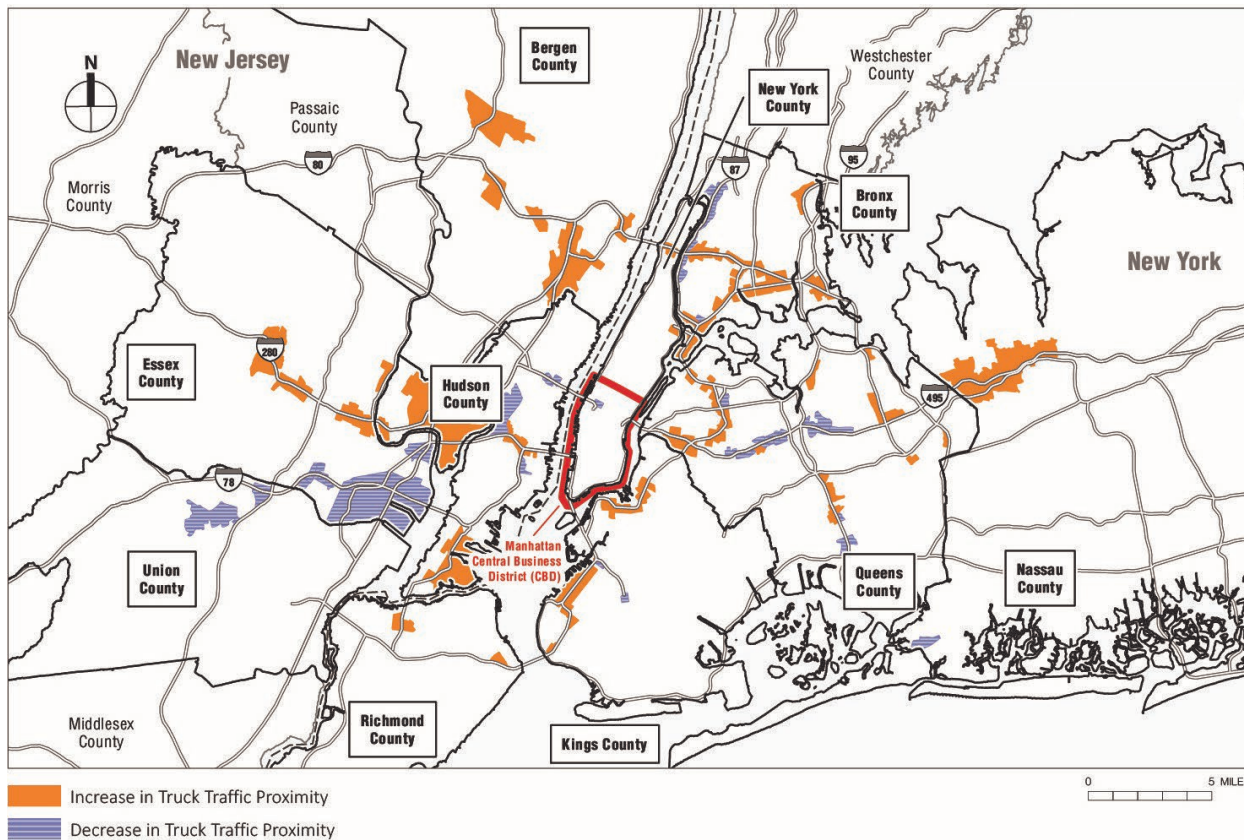 New Jersey
N
Bergen
County
Westchester
County
New York
County
Passaic
County
80
87
95
Morris
County
Bronx
County
New York
280
Essex
County
Hudson
County
495
78
Manhattan
Central Business
District (CBD)
Union
County
Queens
County
Nassau
County
Middlesex
County
Richmond
County
Kings County
Increase in Truck Traffic Proximity
Decrease in Truck Traffic Proximity
0 5 MILE